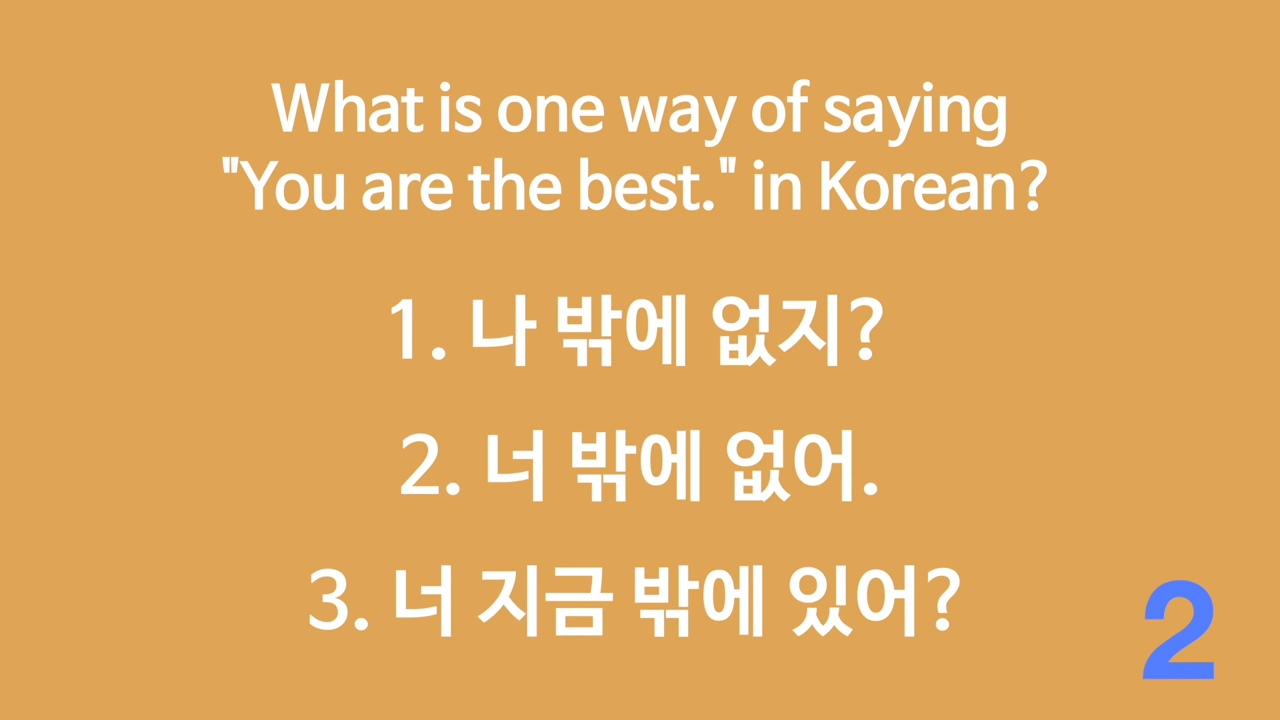 What is one way of saying
"You are the best." in Korean?
1. 나 밖에 없지?
2. 너 밖에 없어.
3. 너 지금 밖에 있어?
2